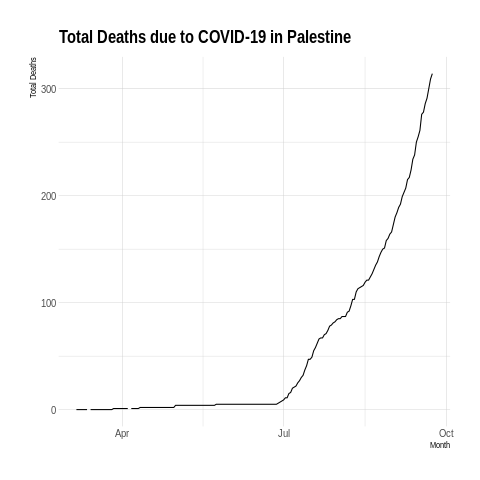 Total Deaths due to COVID-19 in Palestine
Total Deaths
300
200
100
0
Apr Jul Oct
Month